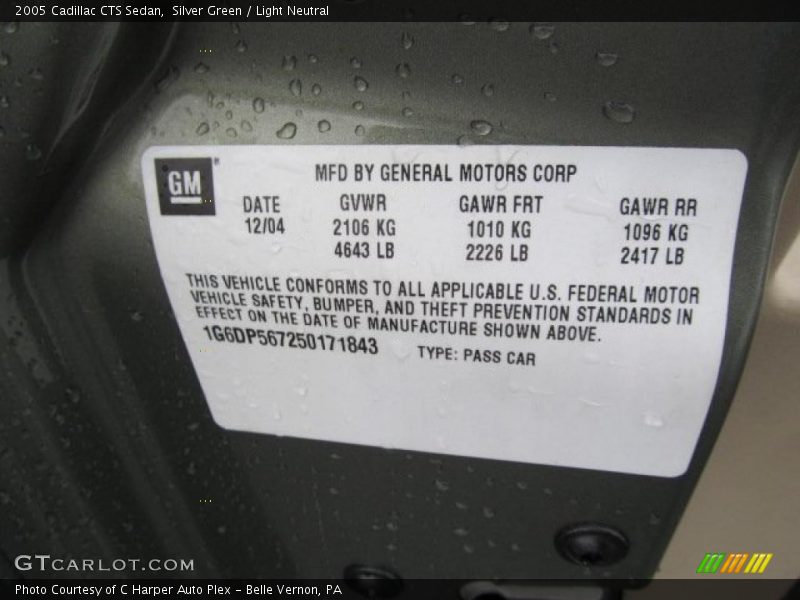 2005 Cadillac CTS Sedan, Silver Green / Light Neutral
GM®
MFD BY GENERAL MOTORS CORP
DATE GVWR GAWR FRT GAWR RR
12/04 2106 KG 1010 KG 1096 KG
4643 LB 2226 LB 2417 LB
THIS VEHICLE CONFORMS TO ALL APPLICABLE U.S. FEDERAL MOTOR
VEHICLE SAFETY, BUMPER, AND THEFT PREVENTION STANDARDS IN
EFFECT ON THE DATE OF MANUFACTURE SHOWN ABOVE.
1G6DP567250171843 TYPE: PASS CAR
GTCARLOT.COM
Photo Courtesy of C Harper Auto Plex - Belle Vernon, PA